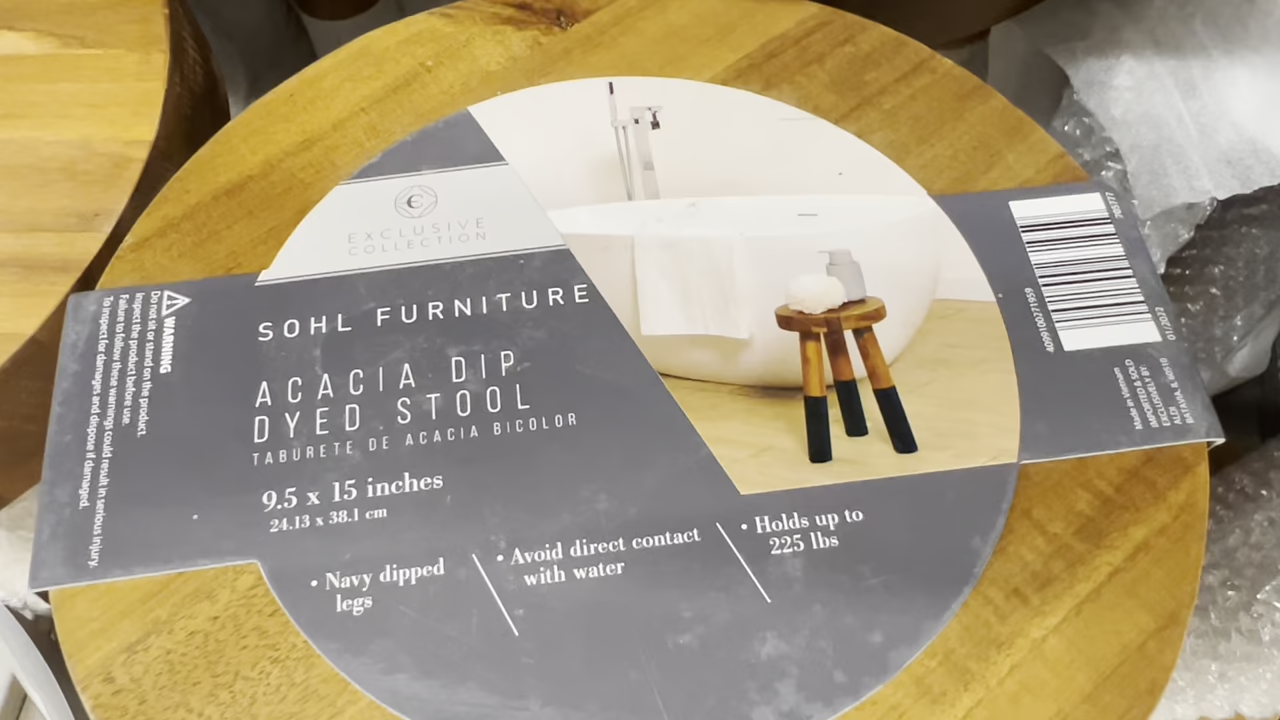 EXCLUSIVE
COLLECTION
SOHL FURNITURE
ACACIA DIP
DYED STOOL
TABURETE DE ACACIA BICOLOR
9.5 x 15 inches
24.13 x 38.1 cm
• Navy dipped
legs
• Avoid direct contact
with water
• Holds up to
225 lbs
WARNING
Do not sit or stand on the product.
Inspect the product before use.
Failure to follow these warnings could result in serious injury.
To inspect for damages and dispose if damaged.
4099100271959
01/2022
Made in Vietnam
IMPORTED & SOLD
EXCLUSIVELY BY:
ALDI
BATAVIA, IL 60510